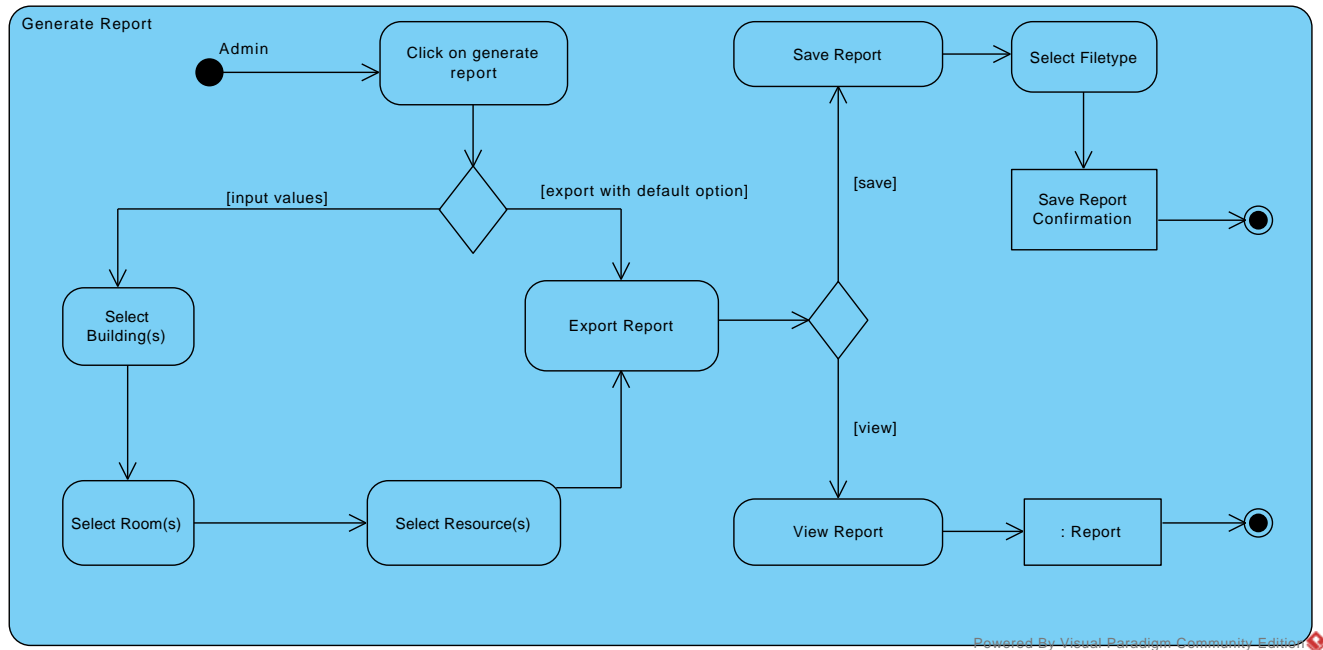 Generate Report
Admin
Click on generate
report
Save Report
Select Filetype
[input values]
[export with default option]
[save]
Save Report
Confirmation
Select
Building(s)
Export Report
[view]
Select Room(s)
Select Resource(s)
View Report
: Report
Powered By Visual Paradigm Community Edition